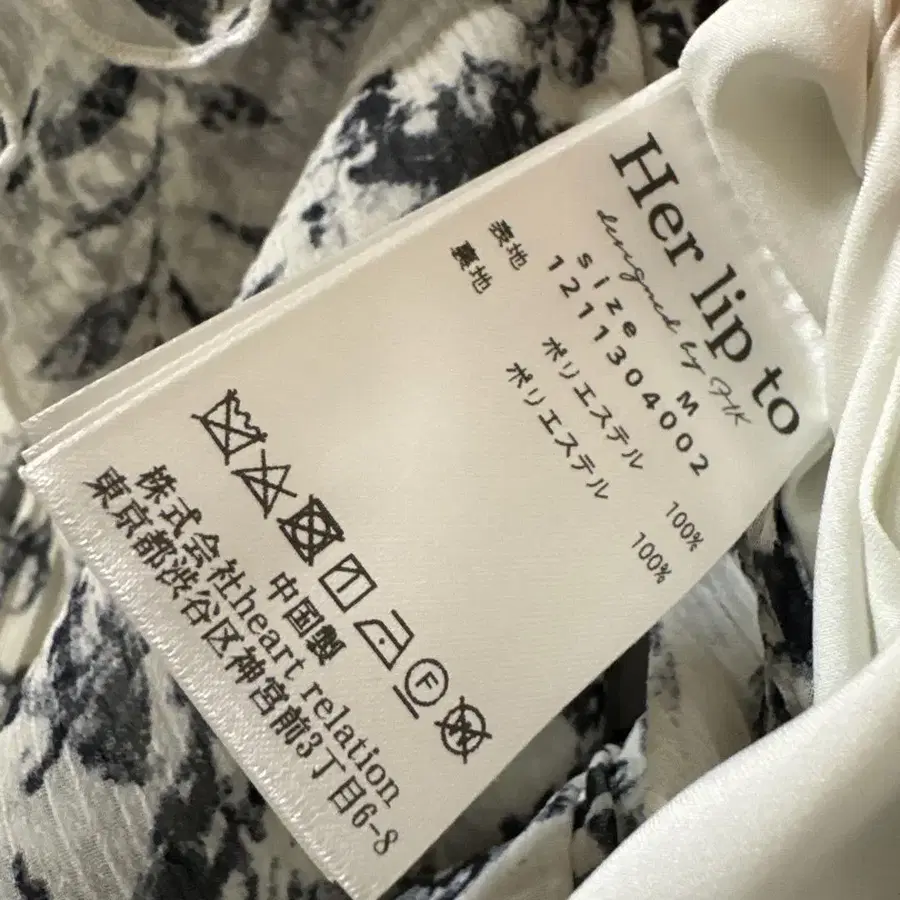 Her lip to
designed by HK
size M
1211304002
表地 ポリエステル 100%
裏地 ポリエステル 100%
F
W
中国製
株式会社heart relation
東京都渋谷区神宮前3丁目6-8